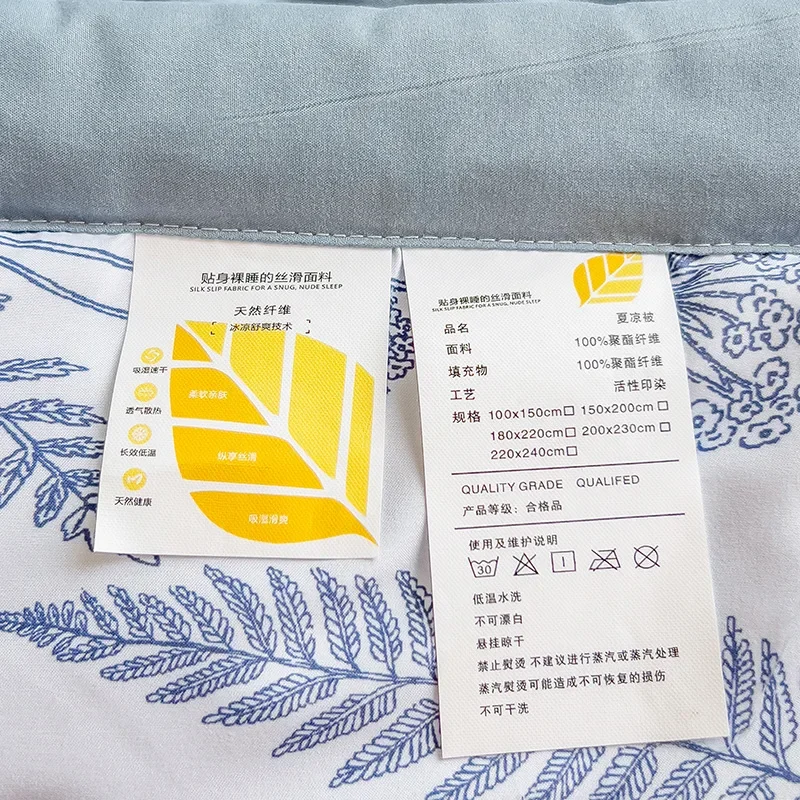 贴身裸睡的丝滑面料
SILK SLIP FABRIC FOR A SNUG, NUDE SLEEP
天然纤维
冰凉舒爽技术
吸湿速干
透气散热
长效低温
天然健康
柔软亲肤
纵享丝滑
吸湿滑爽
贴身裸睡的丝滑面料
SILK SLIP FABRIC FOR A SNUG, NUDE SLEEP
品名 夏凉被
面料 100%聚酯纤维
填充物 100%聚酯纤维
工艺 活性印染
规格 100x150cm□ 150x200cm□
180x220cm□ 200x230cm□
220x240cm□
QUALITY GRADE QUALIFED
产品等级：合格品
使用及维护说明
30
低温水洗
不可漂白
悬挂晾干
禁止熨烫 不建议进行蒸汽或蒸汽处理
蒸汽熨烫可能造成不可恢复的损伤
不可干洗